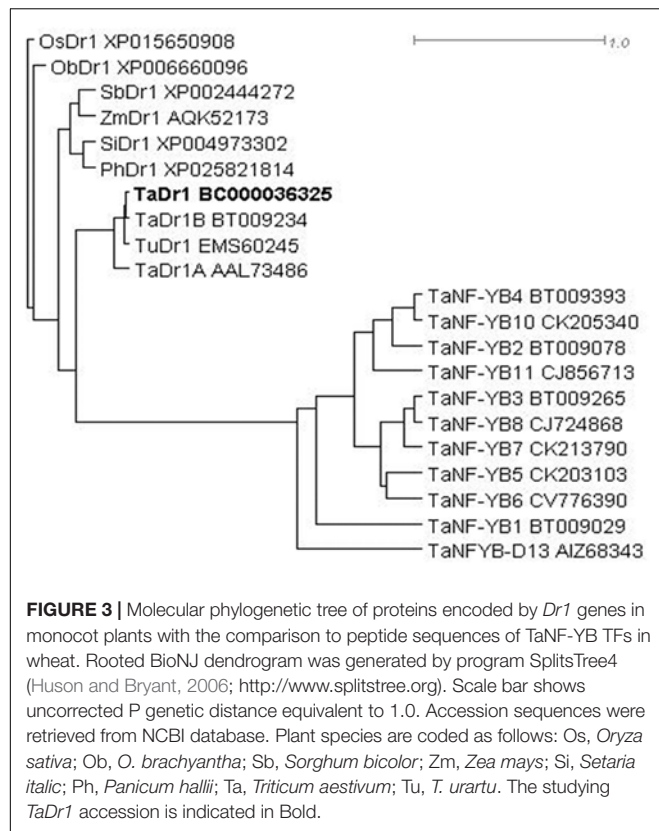 OsDr1 XP015650908
1.0
ObDr1 XP006660096
SbDr1 XP002444272
ZmDr1 AQK52173
SiDr1 XP004973302
PhDr1 XP025821814
TaDr1 BC000036325
TaDr1B BT009234
TuDr1 EMS60245
TaDr1A AAL73486
TaNF-YB4 BT009393
TaNF-YB10 CK205340
TaNF-YB2 BT009078
TaNF-YB11 CJ856713
TaNF-YB3 BT009265
TaNF-YB8 CJ724868
TaNF-YB7 CK213790
TaNF-YB5 CK203103
TaNF-YB6 CV776390
TaNF-YB1 BT009029
TaNFYB-D13 AIZ68343
FIGURE 3 | Molecular phylogenetic tree of proteins encoded by Dr1 genes in
monocot plants with the comparison to peptide sequences of TaNF-YB TFs in
wheat. Rooted BioNJ dendrogram was generated by program SplitsTree4
(Huson and Bryant, 2006; http://www.splitstree.org). Scale bar shows
uncorrected P genetic distance equivalent to 1.0. Accession sequences were
retrieved from NCBI database. Plant species are coded as follows: Os, Oryza
sativa; Ob, O. brachyantha; Sb, Sorghum bicolor; Zm, Zea mays; Si, Setaria
italic; Ph, Panicum hallii; Ta, Triticum aestivum; Tu, T. urartu. The studying
TaDr1 accession is indicated in Bold.